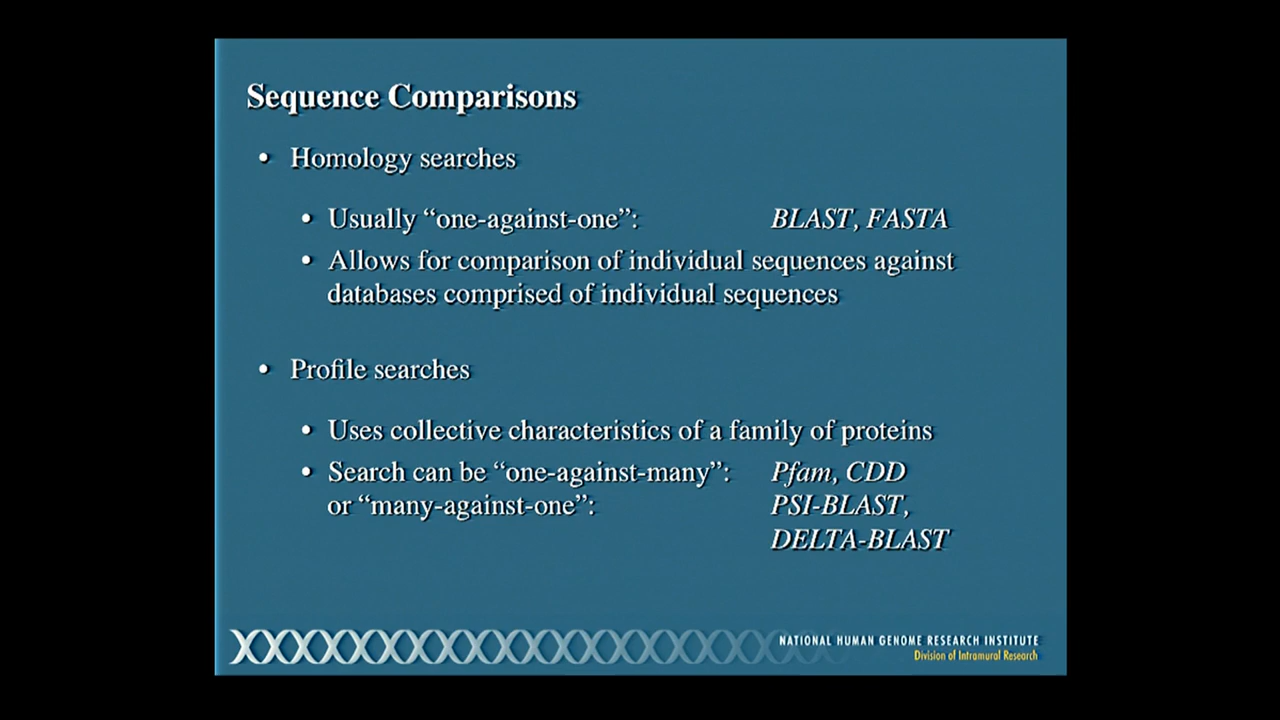 Sequence Comparisons
• Homology searches
• Usually “one-against-one”: BLAST, FASTA
• Allows for comparison of individual sequences against
databases comprised of individual sequences
• Profile searches
• Uses collective characteristics of a family of proteins
• Search can be “one-against-many”: Pfam, CDD
or “many-against-one”: PSI-BLAST,
DELTA-BLAST
NATIONAL HUMAN GENOME RESEARCH INSTITUTE
Division of Intramural Research